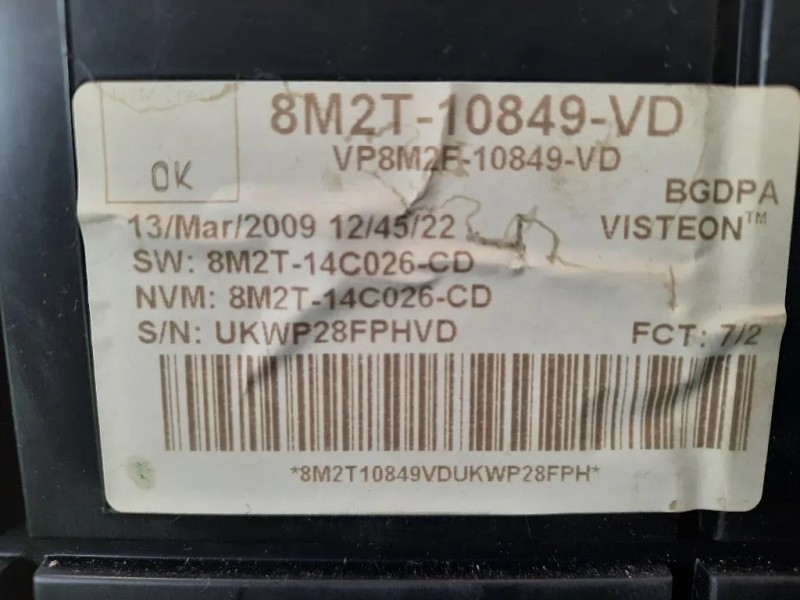 8M2T-10849-VD
VP8M2F-10849-VD
OK
BGDPA
13/Mar/2009 12/45/22 VISTEON™
SW: 8M2T-14C026-CD
NVM: 8M2T-14C026-CD
S/N: UKWP28FPHVD FCT: 7/2
*8M2T10849VDUKWP28FPH*